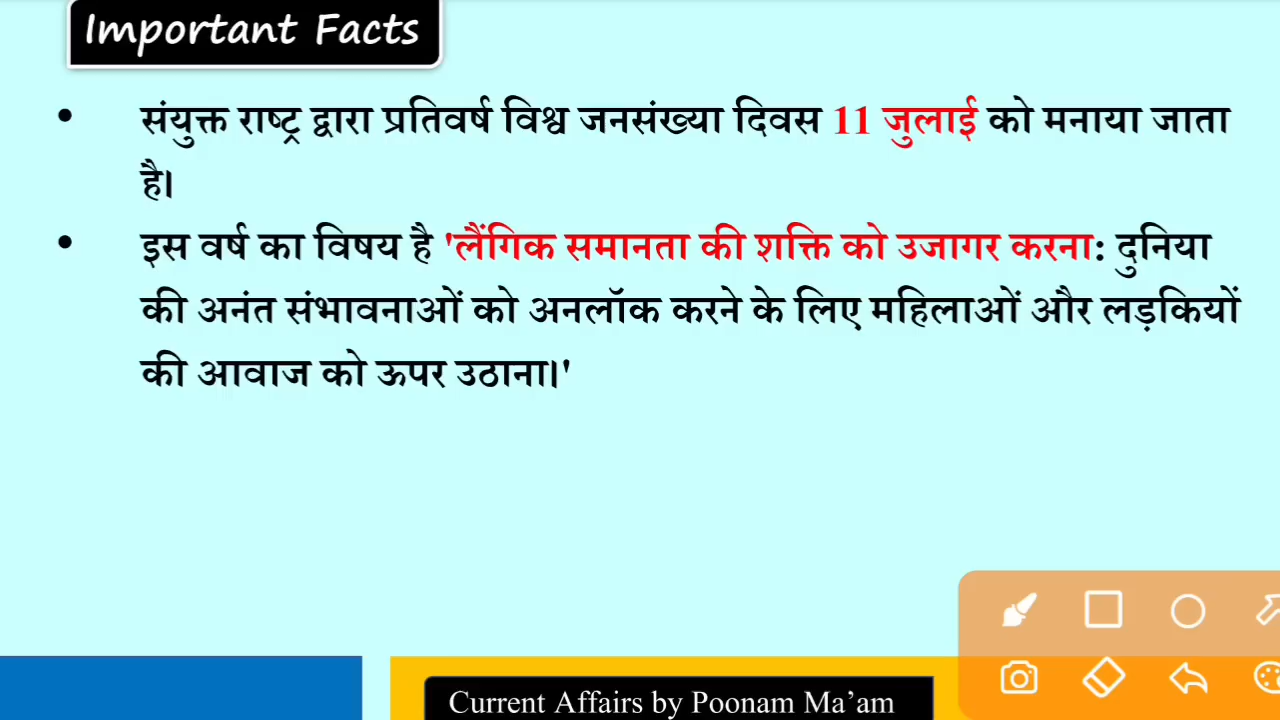 Important Facts
• संयुक्त राष्ट्र द्वारा प्रतिवर्ष विश्व जनसंख्या दिवस 11 जुलाई को मनाया जाता
है।
• इस वर्ष का विषय है 'लैंगिक समानता की शक्ति को उजागर करना: दुनिया
की अनंत संभावनाओं को अनलॉक करने के लिए महिलाओं और लड़कियों
की आवाज को ऊपर उठाना।'
Current Affairs by Poonam Ma’am